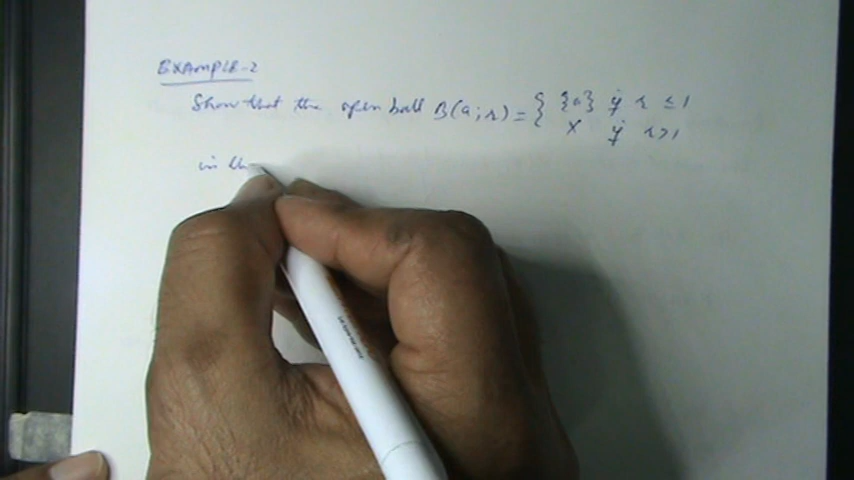 EXAMPLE-2
Show that the open ball B(a; r) = { {a} if r ≤ 1
X if r > 1
in the